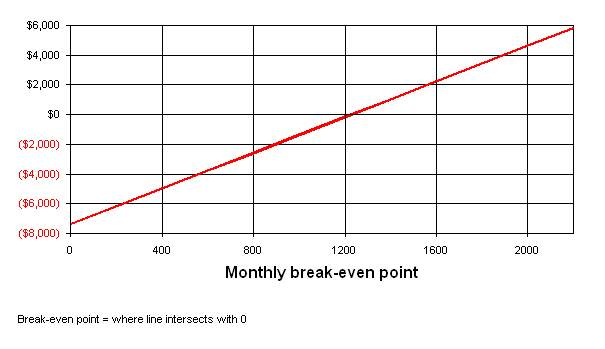 $6,000
$4,000
$2,000
$0
($2,000)
($4,000)
($6,000)
($8,000)
0 400 800 1200 1600 2000
Monthly break-even point
Break-even point = where line intersects with 0